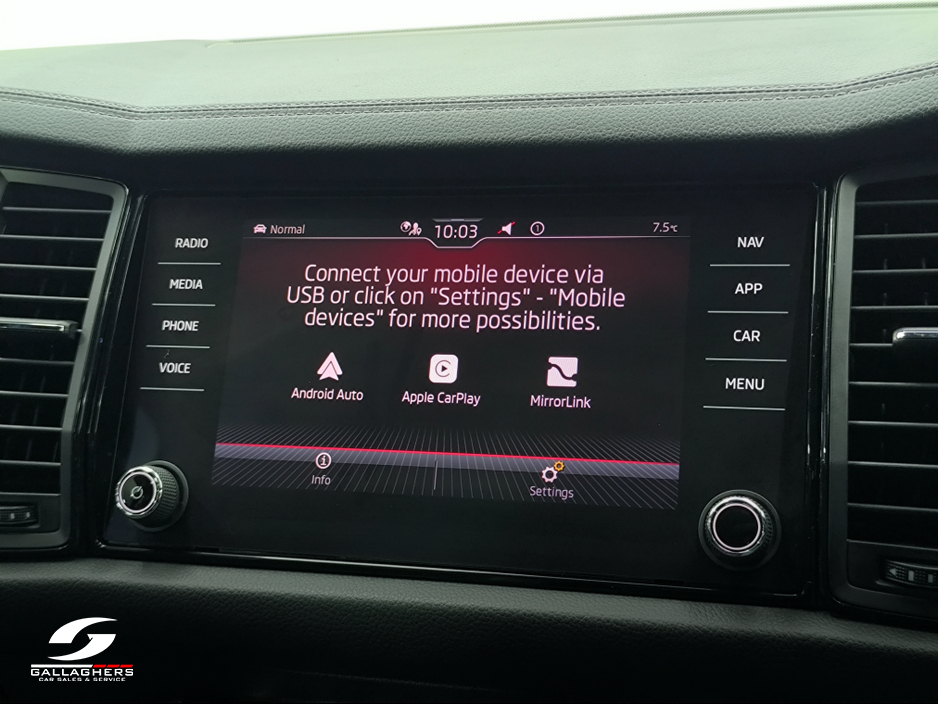 Normal
10:03
1
7.5°C
RADIO
MEDIA
PHONE
VOICE
Connect your mobile device via
USB or click on "Settings" - "Mobile
devices" for more possibilities.
Android Auto
Apple CarPlay
MirrorLink
Info
Settings
NAV
APP
CAR
MENU
GALLAGHERS
CAR SALES & SERVICE